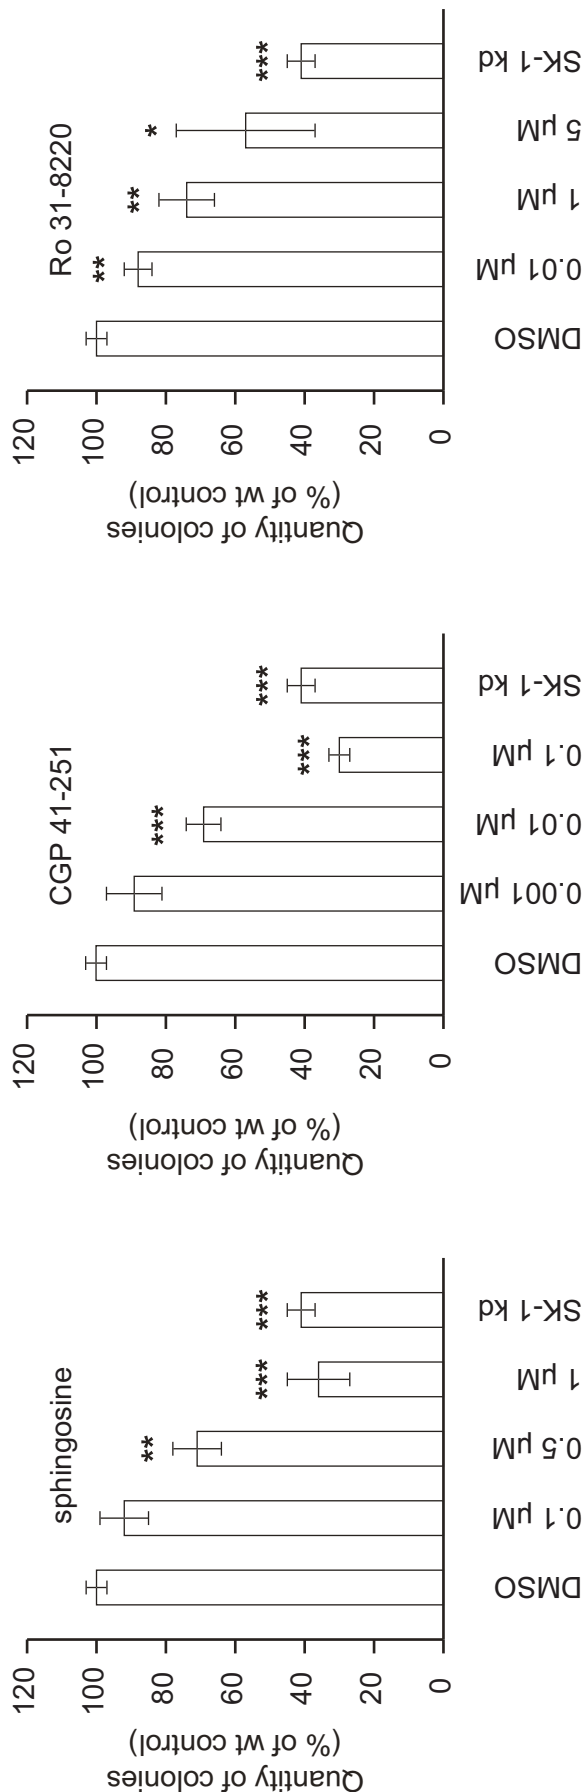 sphingosine
Quantity of colonies
(% of wt control)
120
100
80
60
40
20
0
**
***
***
DMSO
0.1 µM
0.5 µM
1 µM
SK-1 kd
CGP 41-251
Quantity of colonies
(% of wt control)
120
100
80
60
40
20
0
***
***
***
DMSO
0.001 µM
0.01 µM
0.1 µM
SK-1 kd
Ro 31-8220
Quantity of colonies
(% of wt control)
120
100
80
60
40
20
0
**
**
*
***
DMSO
0.01 µM
1 µM
5 µM
SK-1 kd